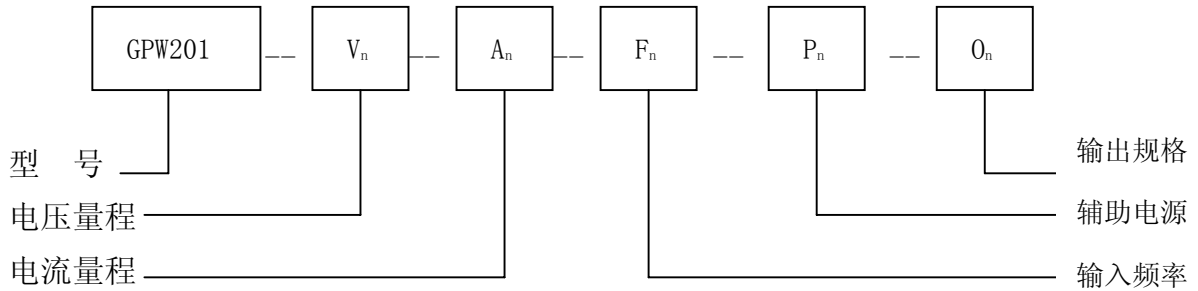 GPW201 -- Vn -- An -- Fn -- Pn -- On
型 号
输出规格
电压量程
辅助电源
电流量程
输入频率